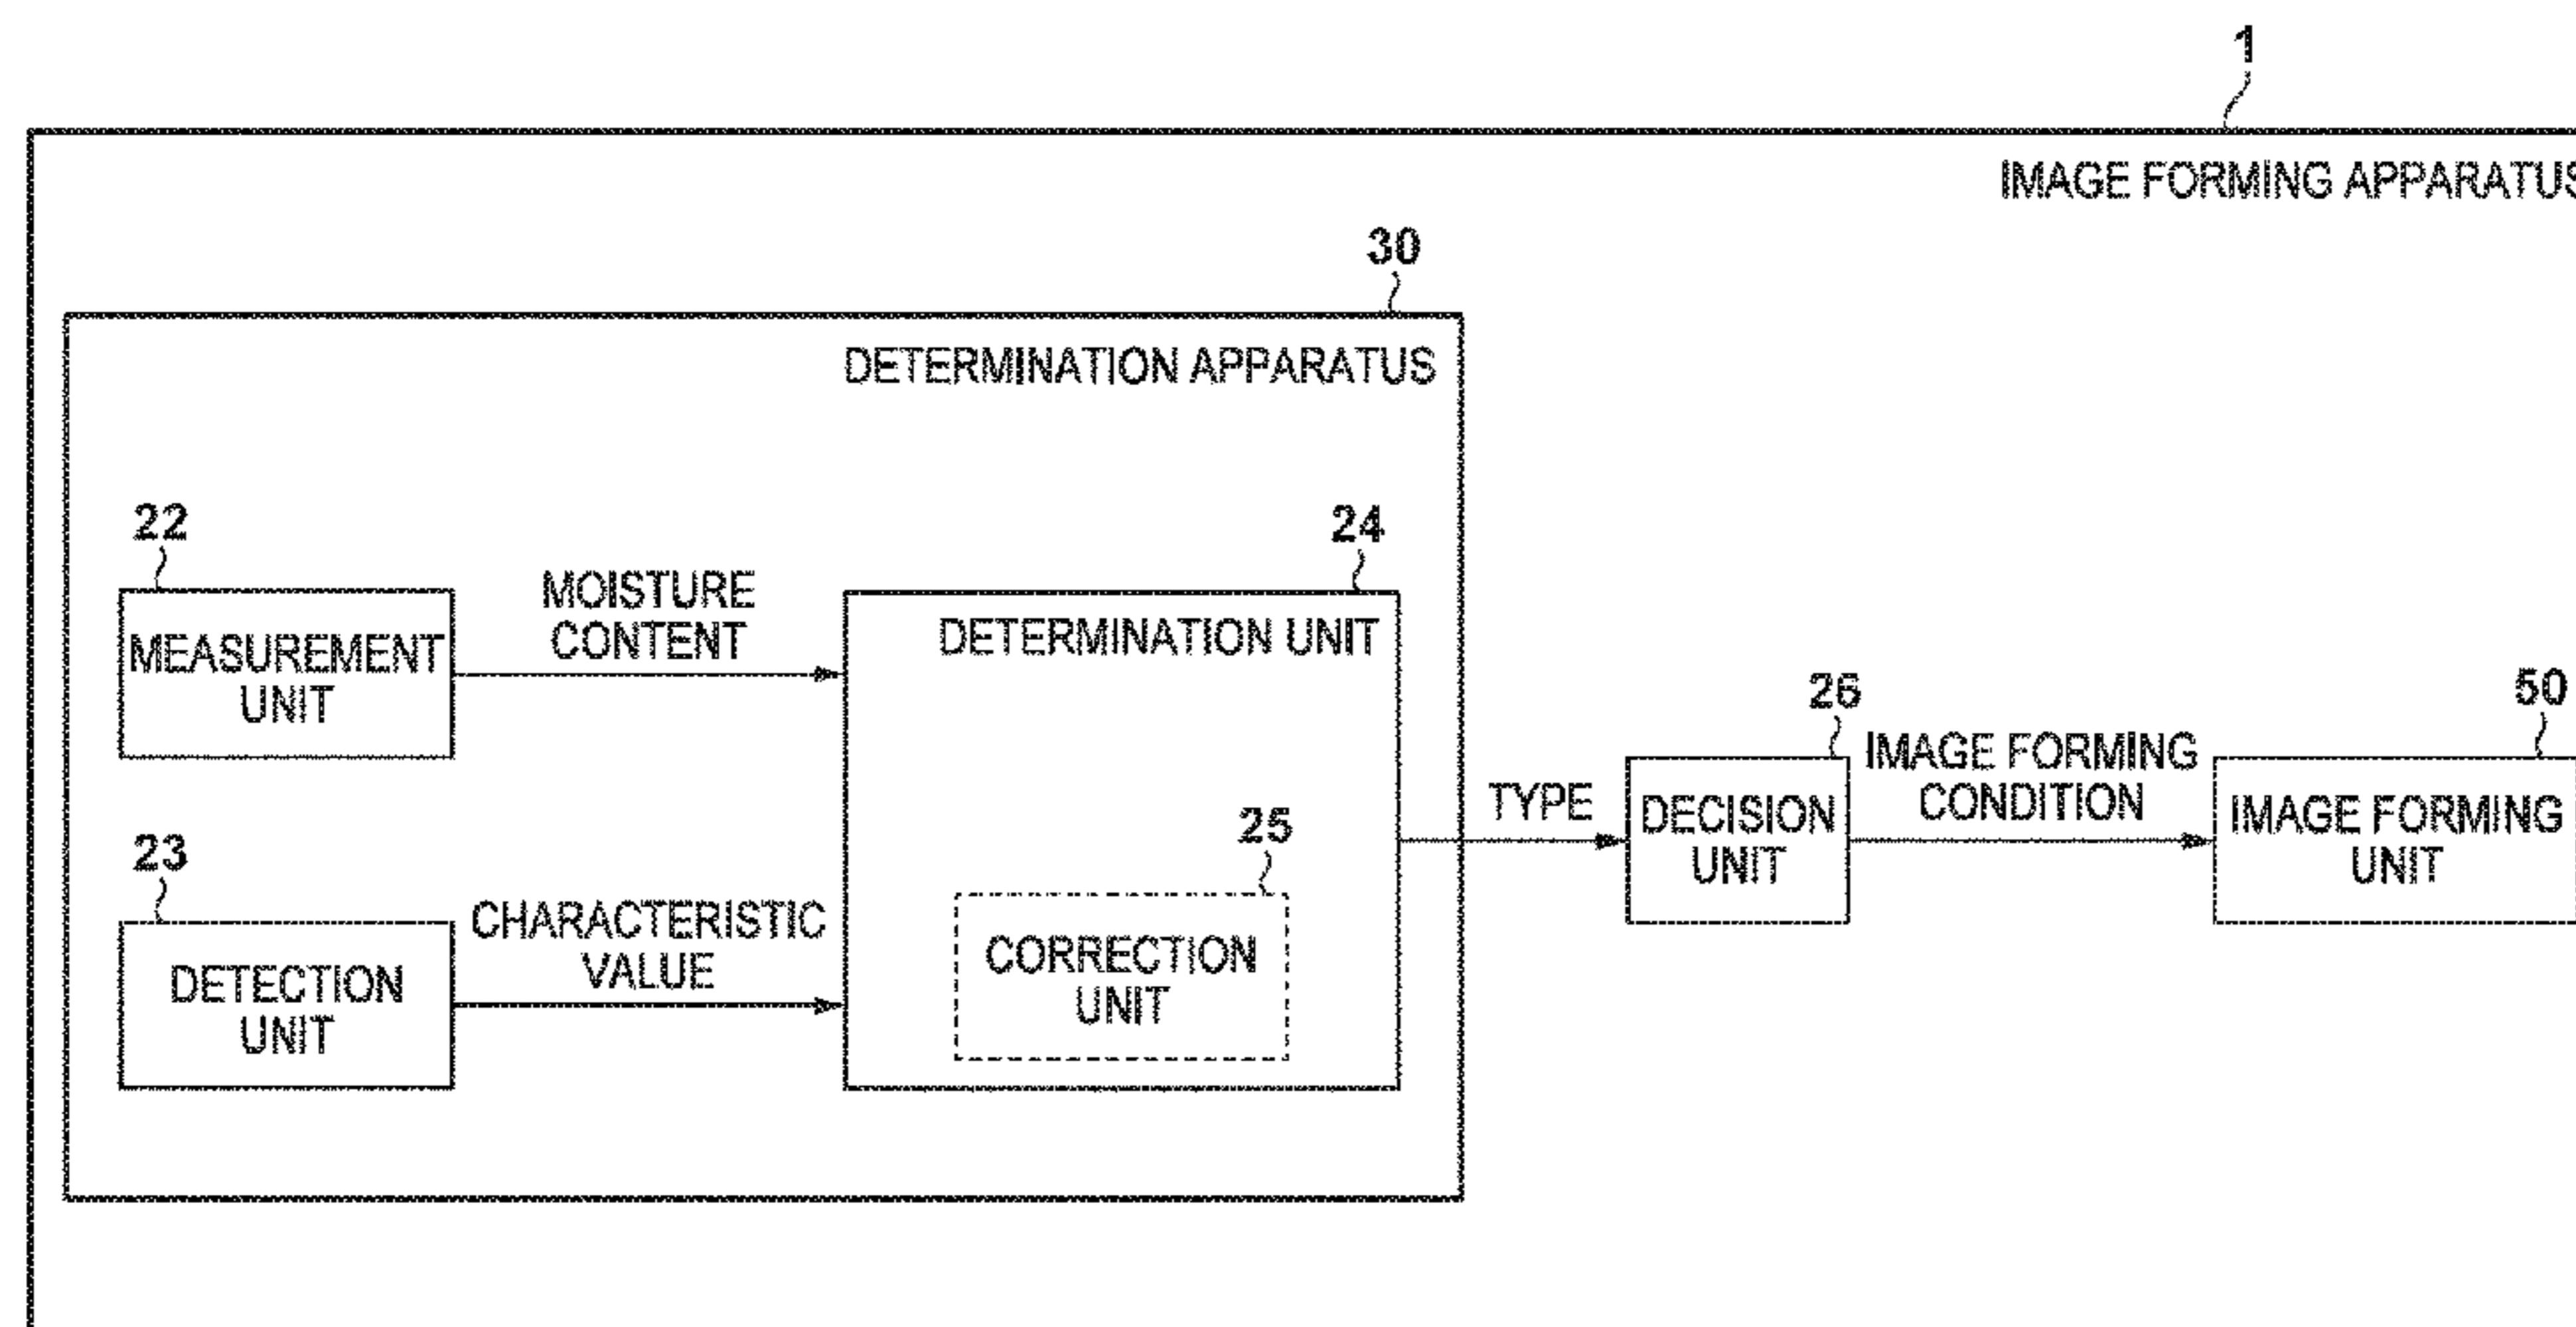 1
IMAGE FORMING APPARATUS
30
DETERMINATION APPARATUS
22
MEASUREMENT
UNIT
MOISTURE
CONTENT
24
DETERMINATION UNIT
23
DETECTION
UNIT
CHARACTERISTIC
VALUE
25
CORRECTION
UNIT
TYPE
26
DECISION
UNIT
IMAGE FORMING
CONDITION
50
IMAGE FORMING
UNIT